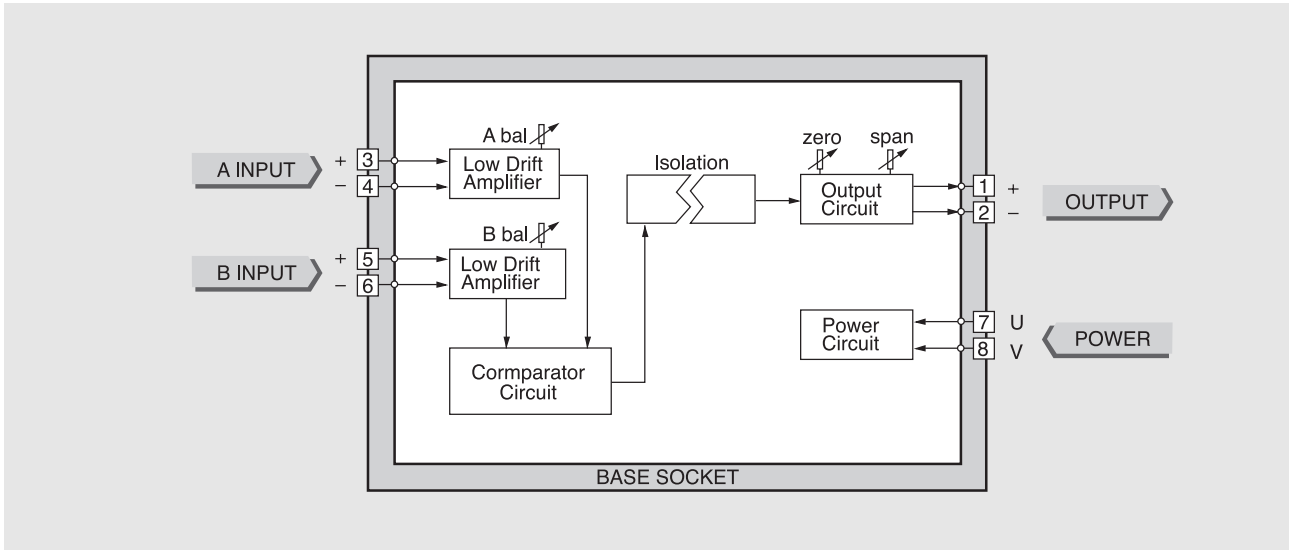 A bal
zero
span
A INPUT
+ 3
− 4
Low Drift
Amplifier
Isolation
Output
Circuit
1 +
2 −
OUTPUT
B bal
B INPUT
+ 5
− 6
Low Drift
Amplifier
Power
Circuit
7 U
8 V
POWER
Cormparator
Circuit
BASE SOCKET